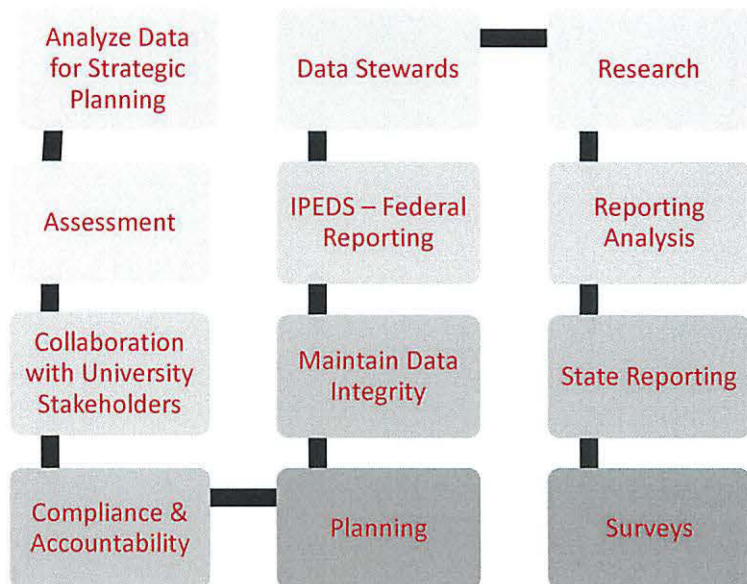 Analyze Data
for Strategic
Planning
Assessment
Collaboration
with University
Stakeholders
Compliance &
Accountability
Planning
Maintain Data
Integrity
IPEDS – Federal
Reporting
Data Stewards
Research
Reporting
Analysis
State Reporting
Surveys